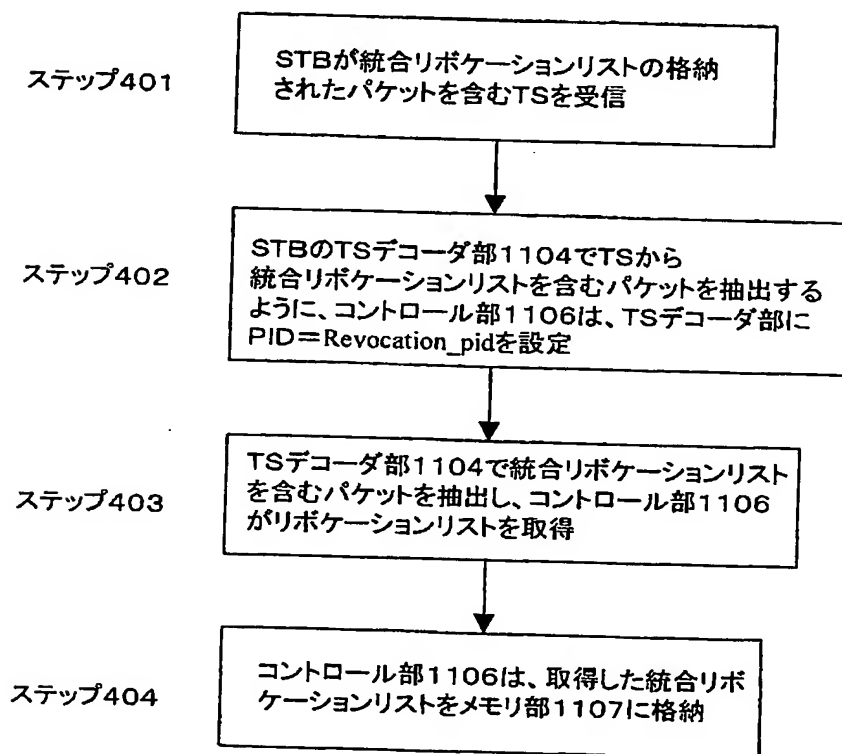 ステップ401
STBが統合リボケーションリストの格納
されたパケットを含むTSを受信
ステップ402
STBのTSデコーダ部1104でTSから
統合リボケーションリストを含むパケットを抽出する
ように、コントロール部1106は、TSデコーダ部に
PID=Revocation_pidを設定
ステップ403
TSデコーダ部1104で統合リボケーションリスト
を含むパケットを抽出し、コントロール部1106
がリボケーションリストを取得
ステップ404
コントロール部1106は、取得した統合リボ
ケーションリストをメモリ部1107に格納